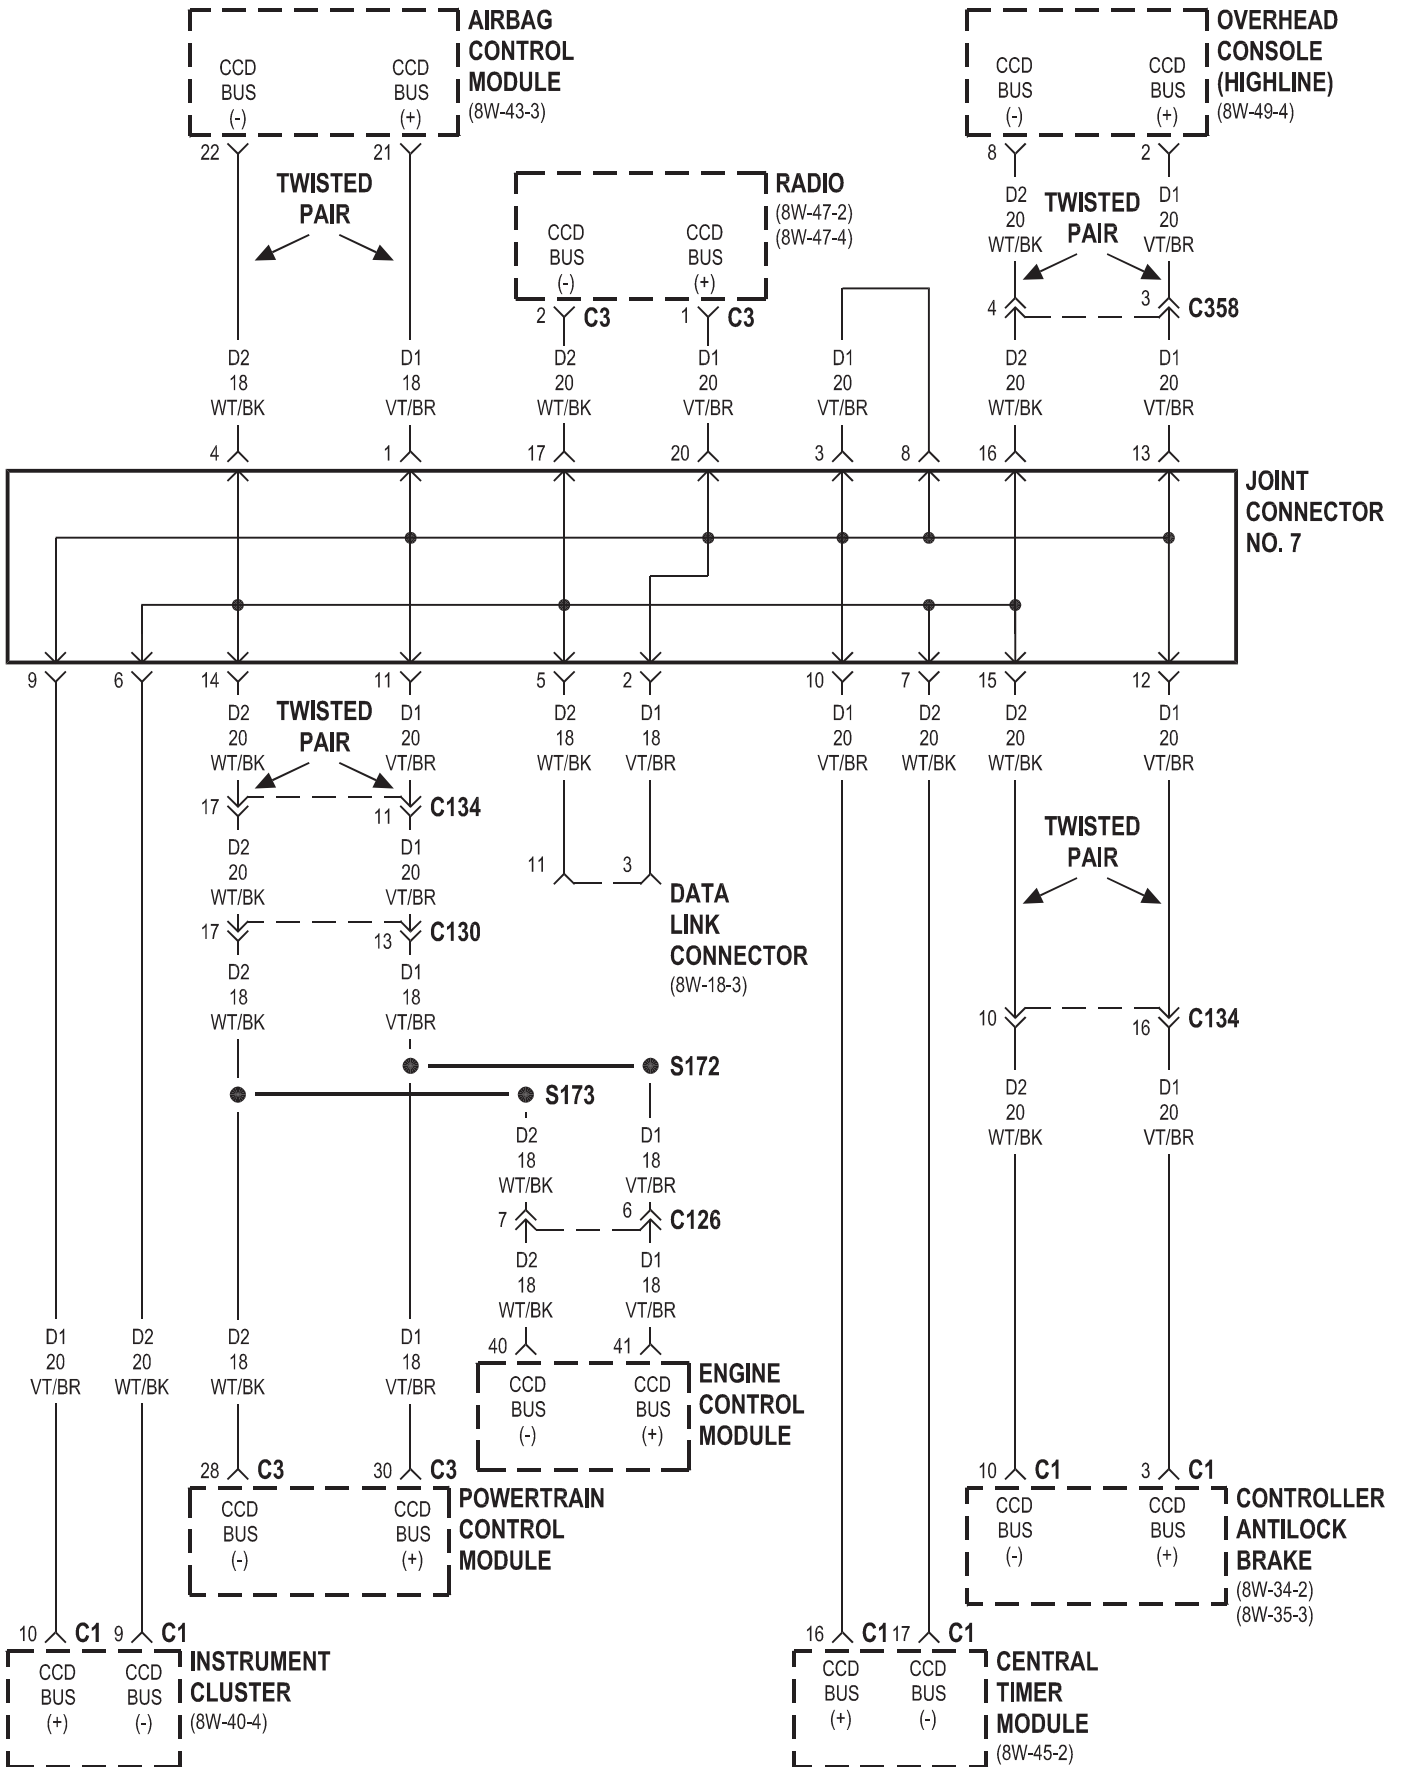 AIRBAG
CONTROL
MODULE
(8W-43-3)
CCD
BUS
(-)
CCD
BUS
(+)
22
21
TWISTED
PAIR
D2
18
WT/BK
D1
18
VT/BR
4
1
RADIO
(8W-47-2)
(8W-47-4)
CCD
BUS
(-)
CCD
BUS
(+)
2 C3
1 C3
D2
20
WT/BK
D1
20
VT/BR
17
20
D1
20
VT/BR
3
8
OVERHEAD
CONSOLE
(HIGHLINE)
(8W-49-4)
CCD
BUS
(-)
CCD
BUS
(+)
8
2
D2
20
WT/BK
TWISTED
PAIR
D1
20
VT/BR
4
3 C358
D2
20
WT/BK
D1
20
VT/BR
16
13
JOINT
CONNECTOR
NO. 7
9
6
14
11
5
2
10
7
15
12
D2
20
WT/BK
TWISTED
PAIR
D1
20
VT/BR
17
11 C134
D2
20
WT/BK
D1
20
VT/BR
17
13 C130
D2
18
WT/BK
D1
18
VT/BR
D2
18
WT/BK
D1
18
VT/BR
11
3
DATA
LINK
CONNECTOR
(8W-18-3)
D1
20
VT/BR
D2
20
WT/BK
D2
20
WT/BK
D1
20
VT/BR
TWISTED
PAIR
10
16 C134
D2
20
WT/BK
D1
20
VT/BR
S172
S173
D2
18
WT/BK
D1
18
VT/BR
7
6 C126
D2
18
WT/BK
D1
18
VT/BR
40
41
ENGINE
CONTROL
MODULE
CCD
BUS
(-)
CCD
BUS
(+)
D1
20
VT/BR
D2
20
WT/BK
D2
18
WT/BK
D1
18
VT/BR
28 C3
30 C3
POWERTRAIN
CONTROL
MODULE
CCD
BUS
(-)
CCD
BUS
(+)
10 C1
3 C1
CONTROLLER
ANTILOCK
BRAKE
(8W-34-2)
(8W-35-3)
CCD
BUS
(-)
CCD
BUS
(+)
10 C1
9 C1
INSTRUMENT
CLUSTER
(8W-40-4)
CCD
BUS
(+)
CCD
BUS
(-)
16 C1
17 C1
CENTRAL
TIMER
MODULE
(8W-45-2)
CCD
BUS
(+)
CCD
BUS
(-)